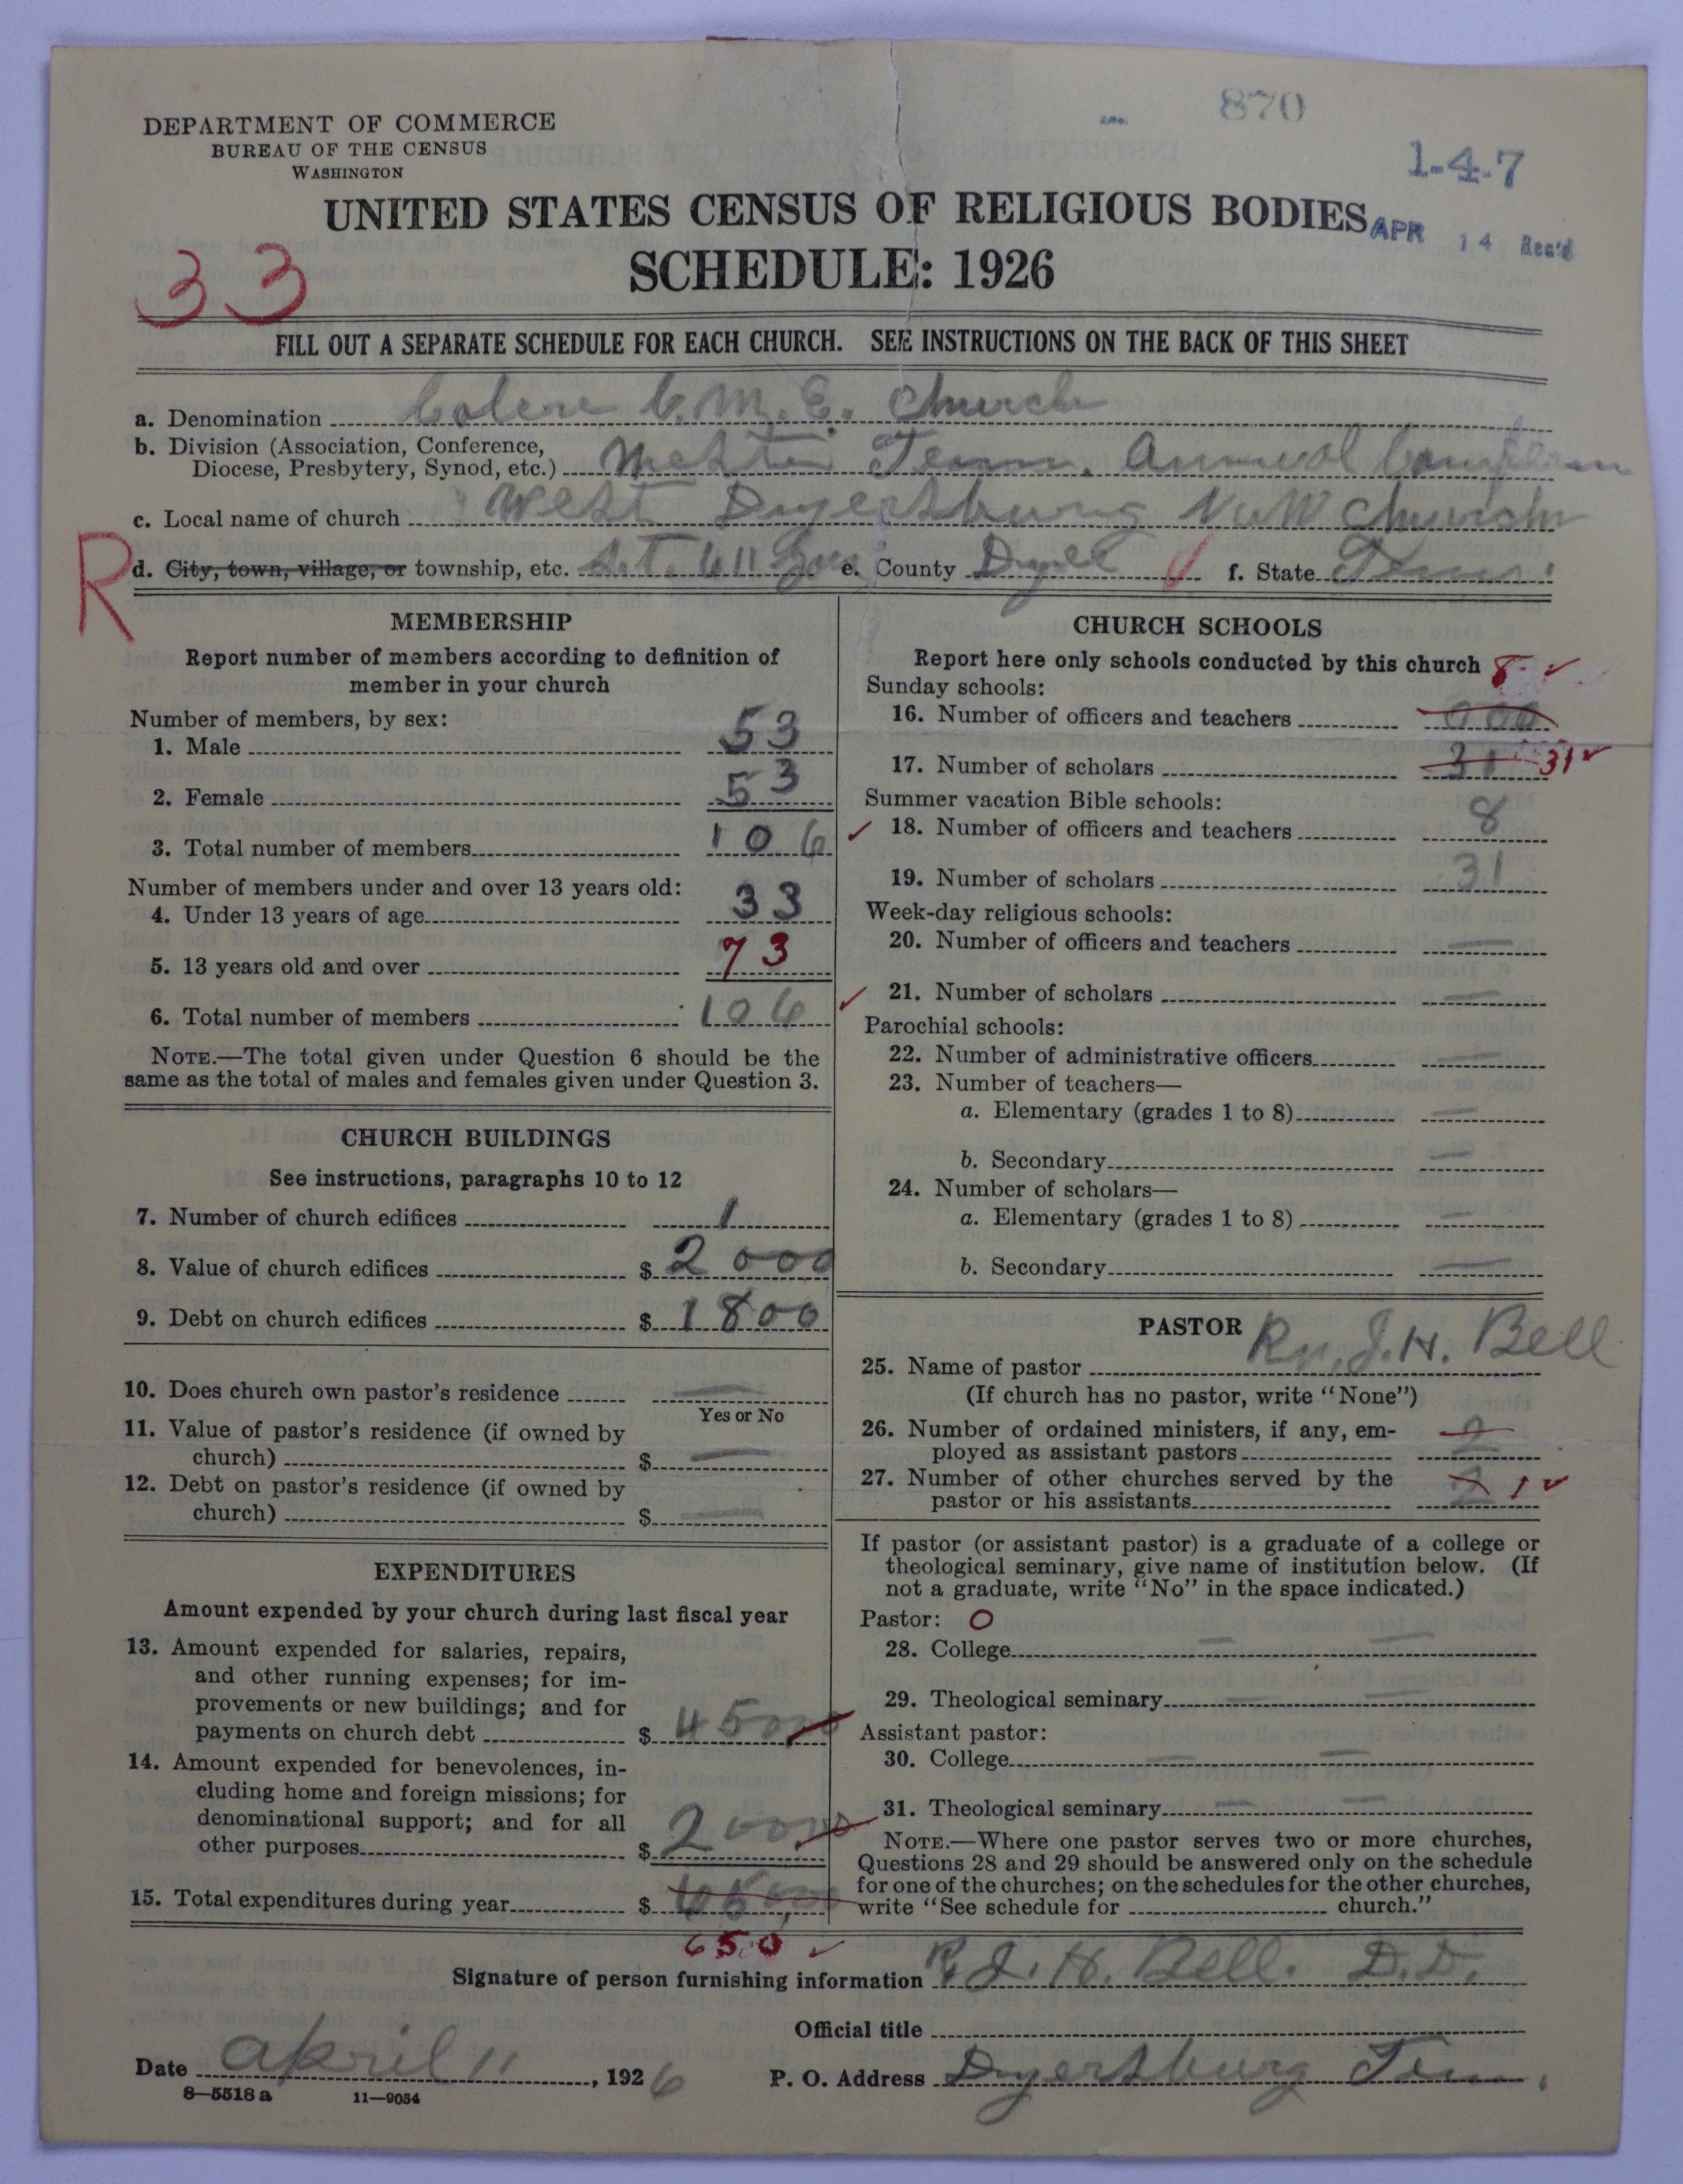 870
1-4-7
DEPARTMENT OF COMMERCE
BUREAU OF THE CENSUS
WASHINGTON
UNITED STATES CENSUS OF RELIGIOUS BODIES
APR 14 Rec'd
SCHEDULE: 1926
33
FILL OUT A SEPARATE SCHEDULE FOR EACH CHURCH. SEE INSTRUCTIONS ON THE BACK OF THIS SHEET
a. Denomination C.M.E. Church
b. Division (Association, Conference,
Diocese, Presbytery, Synod, etc.) Tenn. Annual
c. Local name of church West Dyersburg Church
R
d. City, town, village, or township, etc. e. County Dyer f. State Tenn.
MEMBERSHIP
Report number of members according to definition of
member in your church
Number of members, by sex:
1. Male 53
2. Female 53
3. Total number of members 106
Number of members under and over 13 years old:
4. Under 13 years of age 33
5. 13 years old and over 73
6. Total number of members 106
NOTE.—The total given under Question 6 should be the
same as the total of males and females given under Question 3.
CHURCH BUILDINGS
See instructions, paragraphs 10 to 12
7. Number of church edifices 1
8. Value of church edifices $ 2000
9. Debt on church edifices $ 1800
10. Does church own pastor's residence —
Yes or No
11. Value of pastor's residence (if owned by
church) $ —
12. Debt on pastor's residence (if owned by
church) $ —
EXPENDITURES
Amount expended by your church during last fiscal year
13. Amount expended for salaries, repairs,
and other running expenses; for im-
provements or new buildings; and for
payments on church debt $ 45000
14. Amount expended for benevolences, in-
cluding home and foreign missions; for
denominational support; and for all
other purposes $ 20000
15. Total expenditures during year $ 65000
650 ✓
CHURCH SCHOOLS
Report here only schools conducted by this church 8 ✓
Sunday schools:
16. Number of officers and teachers 000
17. Number of scholars 31 31 ✓
Summer vacation Bible schools:
✓ 18. Number of officers and teachers 8
19. Number of scholars 31
Week-day religious schools:
20. Number of officers and teachers —
✓ 21. Number of scholars —
Parochial schools:
22. Number of administrative officers —
23. Number of teachers—
a. Elementary (grades 1 to 8) —
b. Secondary —
24. Number of scholars—
a. Elementary (grades 1 to 8) —
b. Secondary —
PASTOR
25. Name of pastor Rev. J. H. Bell
(If church has no pastor, write "None")
26. Number of ordained ministers, if any, em-
ployed as assistant pastors 2
27. Number of other churches served by the
pastor or his assistants 2 1 ✓
If pastor (or assistant pastor) is a graduate of a college or
theological seminary, give name of institution below. (If
not a graduate, write "No" in the space indicated.)
Pastor: O
28. College — —
29. Theological seminary — —
Assistant pastor:
30. College — —
31. Theological seminary — —
NOTE.—Where one pastor serves two or more churches,
Questions 28 and 29 should be answered only on the schedule
for one of the churches; on the schedules for the other churches,
write "See schedule for church."
Signature of person furnishing information R. J. H. Bell. D.D.
Official title
Date April 11, 1926 P. O. Address Dyersburg Tenn.
8—5518 a 11—9054